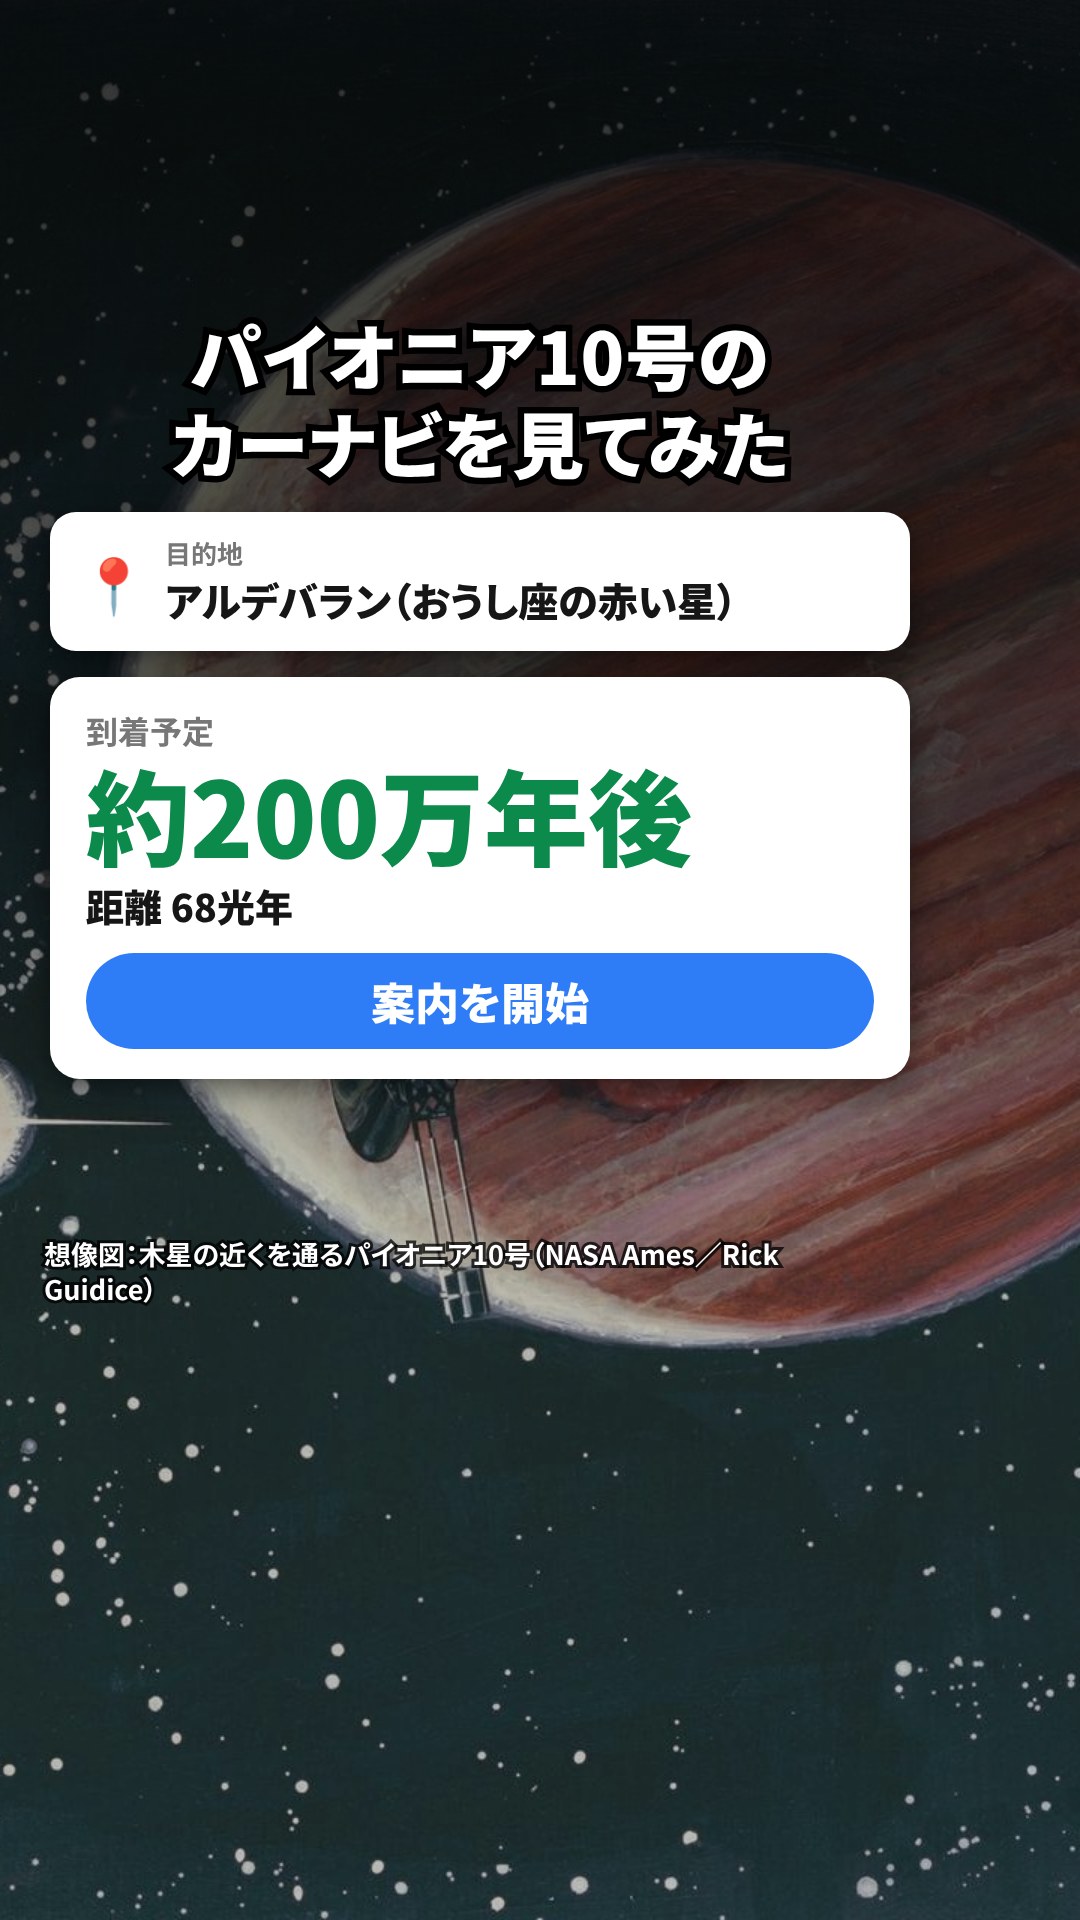 パイオニア10号の
カーナビを見てみた
目的地
アルデバラン（おうし座の赤い星）
到着予定
約200万年後
距離 68光年
案内を開始
想像図：木星の近くを通るパイオニア10号（NASA Ames／Rick
Guidice）